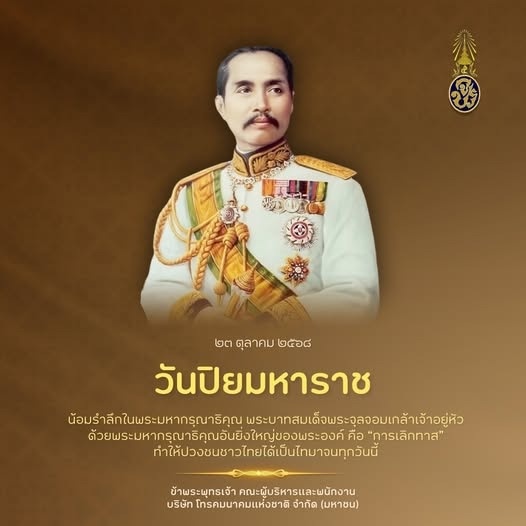 ๒๓ ตุลาคม ๒๕๖๘
วันปิยมหาราช
น้อมรำลึกในพระมหากรุณาธิคุณ พระบาทสมเด็จพระจุลจอมเกล้าเจ้าอยู่หัว
ด้วยพระมหากรุณาธิคุณอันยิ่งใหญ่ของพระองค์ คือ “การเลิกทาส”
ทำให้ปวงชนชาวไทยได้เป็นไทมาจนทุกวันนี้
ข้าพระพุทธเจ้า คณะผู้บริหารและพนักงาน
บริษัท โทรคมนาคมแห่งชาติ จำกัด (มหาชน)